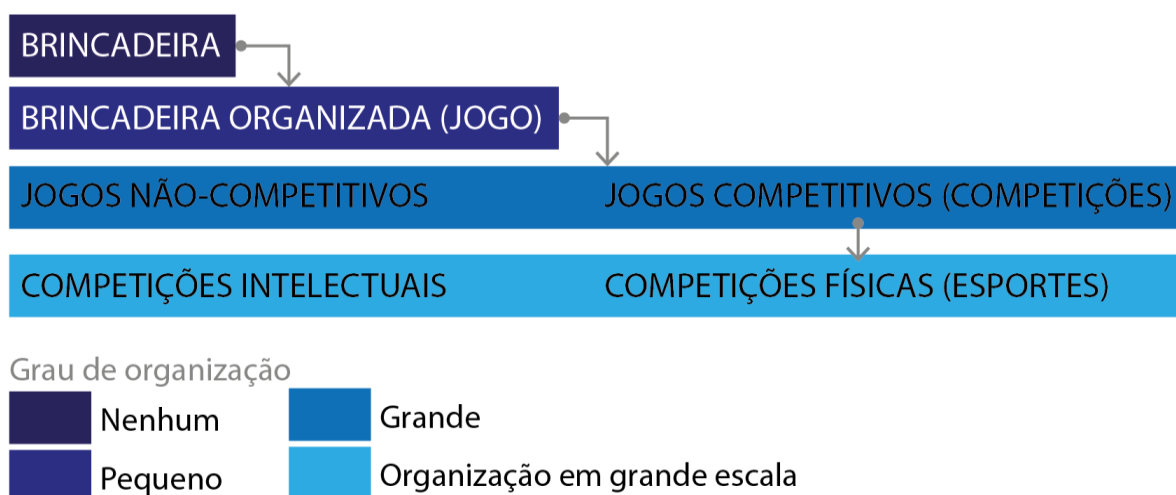 BRINCADEIRA
BRINCADEIRA ORGANIZADA (JOGO)
JOGOS NÃO-COMPETITIVOS
JOGOS COMPETITIVOS (COMPETIÇÕES)
COMPETIÇÕES INTELECTUAIS
COMPETIÇÕES FÍSICAS (ESPORTES)
Grau de organização
Nenhum
Grande
Pequeno
Organização em grande escala